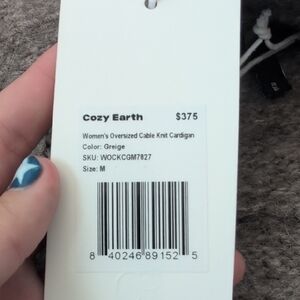 Cozy Earth $375
Women's Oversized Cable Knit Cardigan
Color: Greige
SKU: WOCKCGM7827
Size: M
8 40246 89152 5